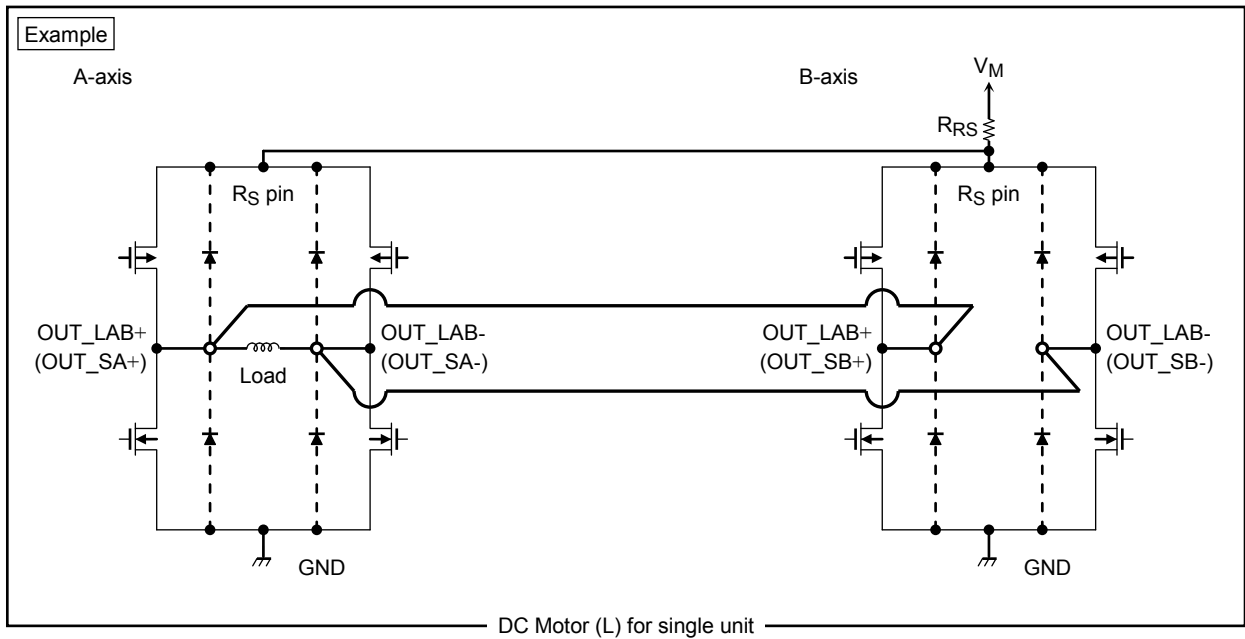 Example
A-axis
B-axis
VM
RRS
RS pin
RS pin
OUT_LAB+
(OUT_SA+)
Load
OUT_LAB-
(OUT_SA-)
OUT_LAB+
(OUT_SB+)
OUT_LAB-
(OUT_SB-)
GND
GND
DC Motor (L) for single unit